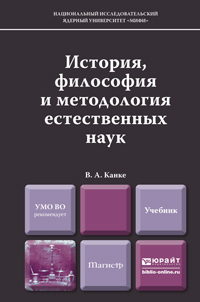 НАЦИОНАЛЬНЫЙ ИССЛЕДОВАТЕЛЬСКИЙ
ЯДЕРНЫЙ УНИВЕРСИТЕТ «МИФИ»
История,
философия
и методология
естественных
наук
В. А. Канке
УМО ВО
рекомендует
Учебник
Магистр
юрайт
ИЗДАТЕЛЬСТВО
biblio-online.ru